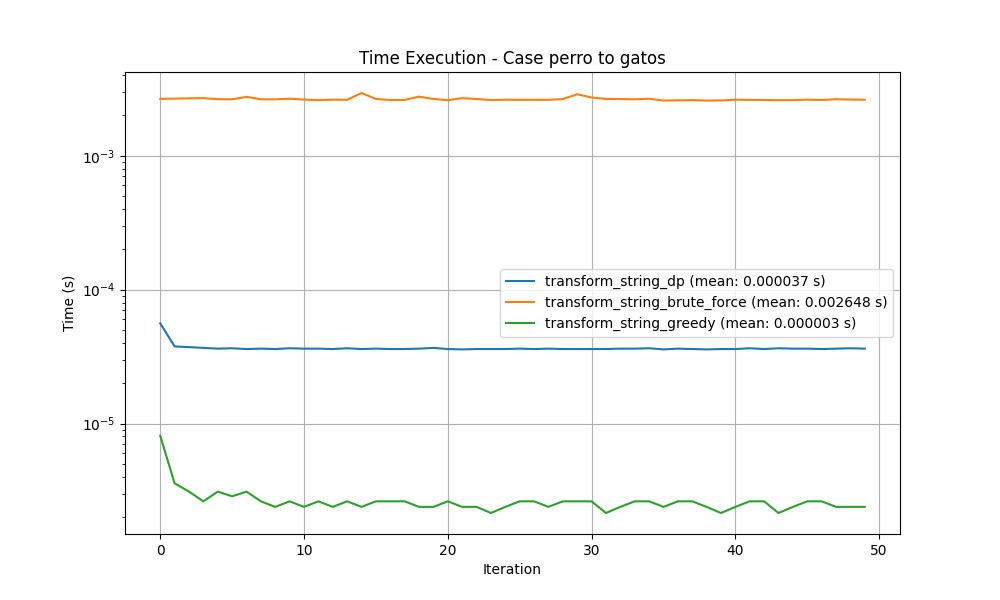 Time Execution - Case perro to gatos
Time (s)
10⁻³
10⁻⁴
10⁻⁵
transform_string_dp (mean: 0.000037 s)
transform_string_brute_force (mean: 0.002648 s)
transform_string_greedy (mean: 0.000003 s)
0 10 20 30 40 50
Iteration